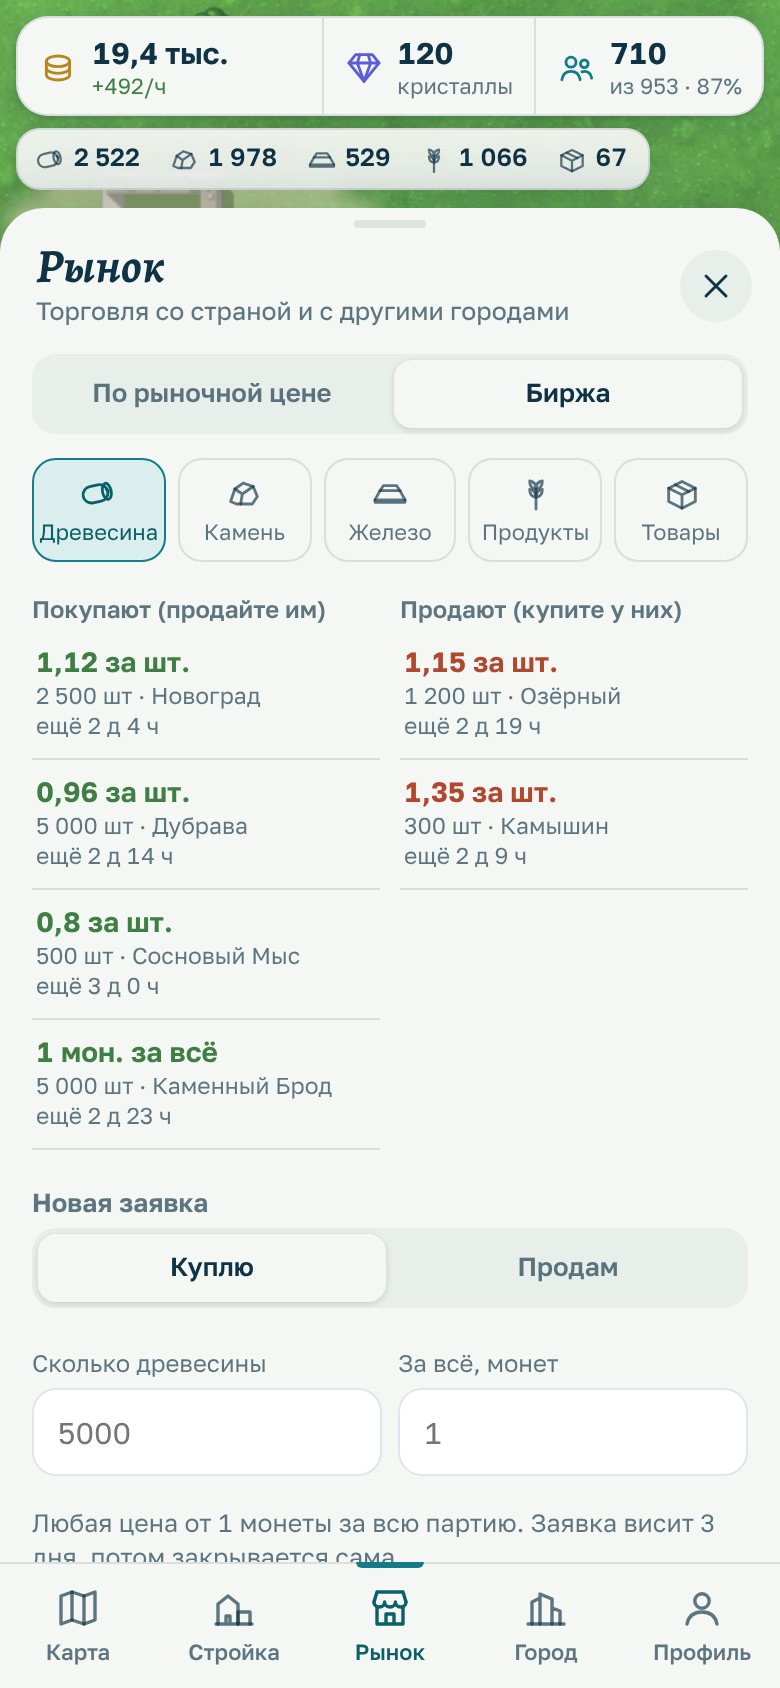 19,4 тыс.
+492/ч
120
кристаллы
710
из 953 · 87%
2 522
1 978
529
1 066
67
Рынок
Торговля со страной и с другими городами
По рыночной цене
Биржа
Древесина
Камень
Железо
Продукты
Товары
Покупают (продайте им)
1,12 за шт.
2 500 шт · Новоград
ещё 2 д 4 ч
0,96 за шт.
5 000 шт · Дубрава
ещё 2 д 14 ч
0,8 за шт.
500 шт · Сосновый Мыс
ещё 3 д 0 ч
1 мон. за всё
5 000 шт · Каменный Брод
ещё 2 д 23 ч
Продают (купите у них)
1,15 за шт.
1 200 шт · Озёрный
ещё 2 д 19 ч
1,35 за шт.
300 шт · Камышин
ещё 2 д 9 ч
Новая заявка
Куплю
Продам
Сколько древесины
За всё, монет
5000
1
Любая цена от 1 монеты за всю партию. Заявка висит 3
дня, потом закрывается сама
Карта
Стройка
Рынок
Город
Профиль